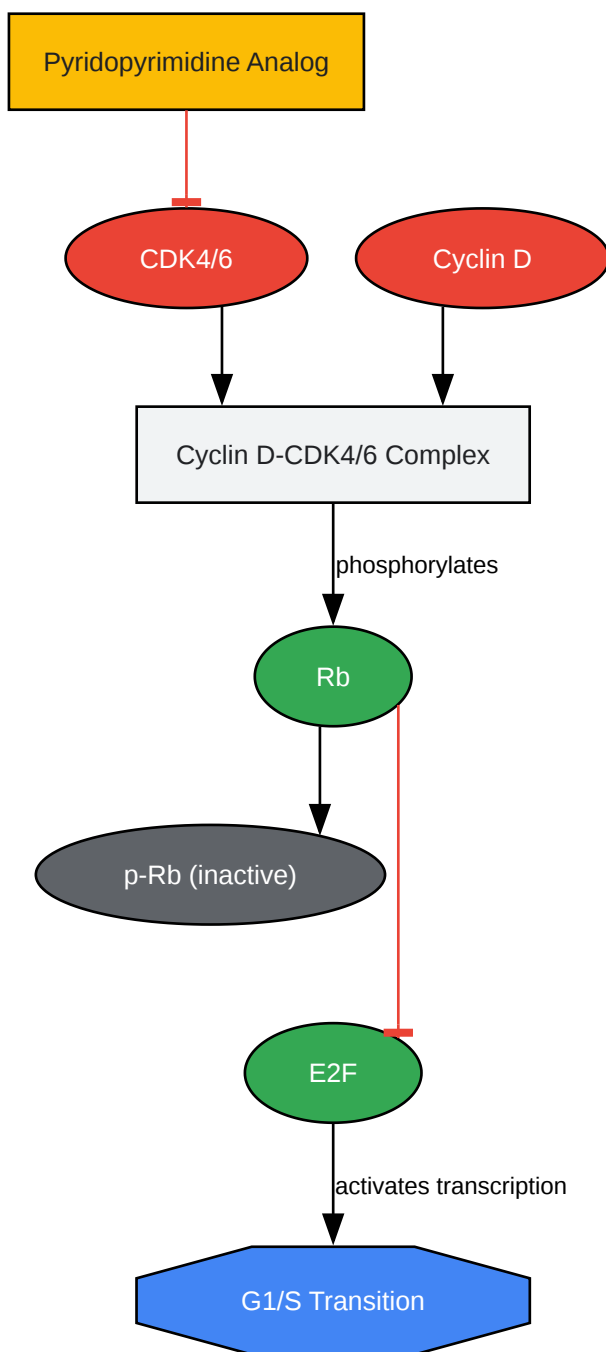 Pyridopyrimidine Analog
CDK4/6
Cyclin D
Cyclin D-CDK4/6 Complex
phosphorylates
Rb
p-Rb (inactive)
E2F
activates transcription
G1/S Transition